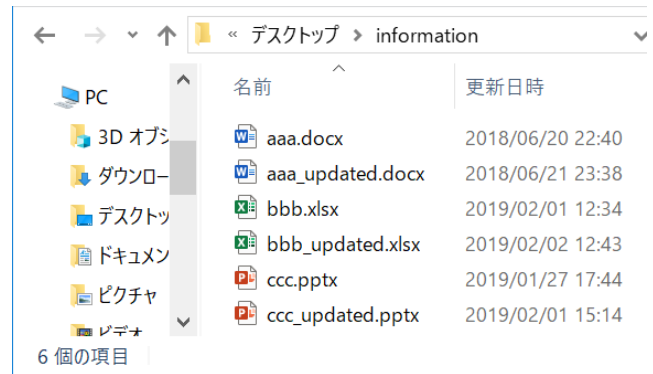 « デスクトップ > information
名前 更新日時
PC
3D オブジ
ダウンロー
デスクトッ
ドキュメン
ピクチャ
ビデオ
aaa.docx 2018/06/20 22:40
aaa_updated.docx 2018/06/21 23:38
bbb.xlsx 2019/02/01 12:34
bbb_updated.xlsx 2019/02/02 12:43
ccc.pptx 2019/01/27 17:44
ccc_updated.pptx 2019/02/01 15:14
6 個の項目